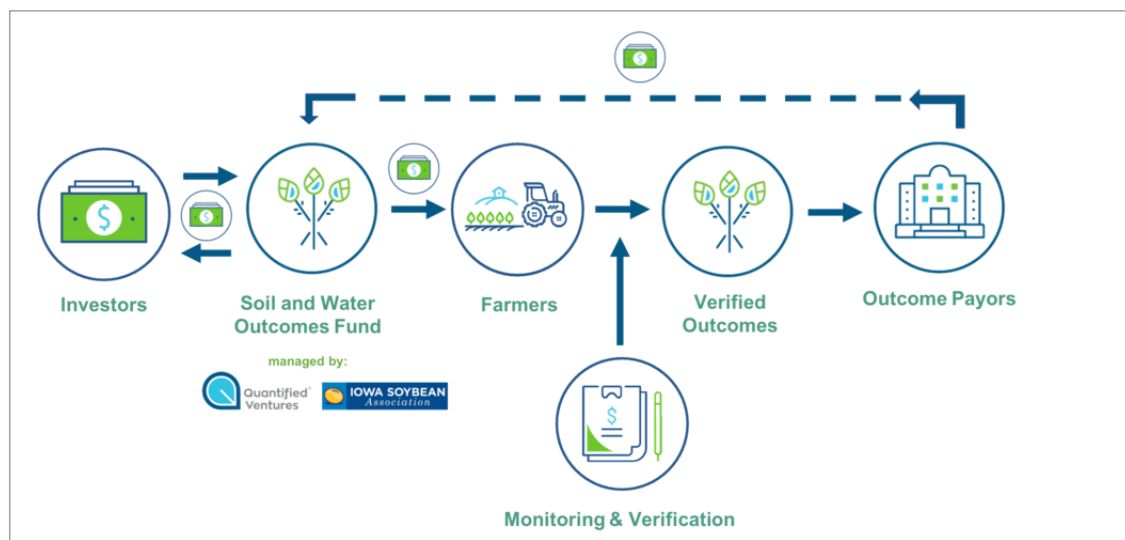 $
$
$
$
Investors
Soil and Water
Outcomes Fund
Farmers
Verified
Outcomes
Outcome Payors
managed by:
Quantified™
Ventures
IOWA SOYBEAN
Association
$
Monitoring & Verification